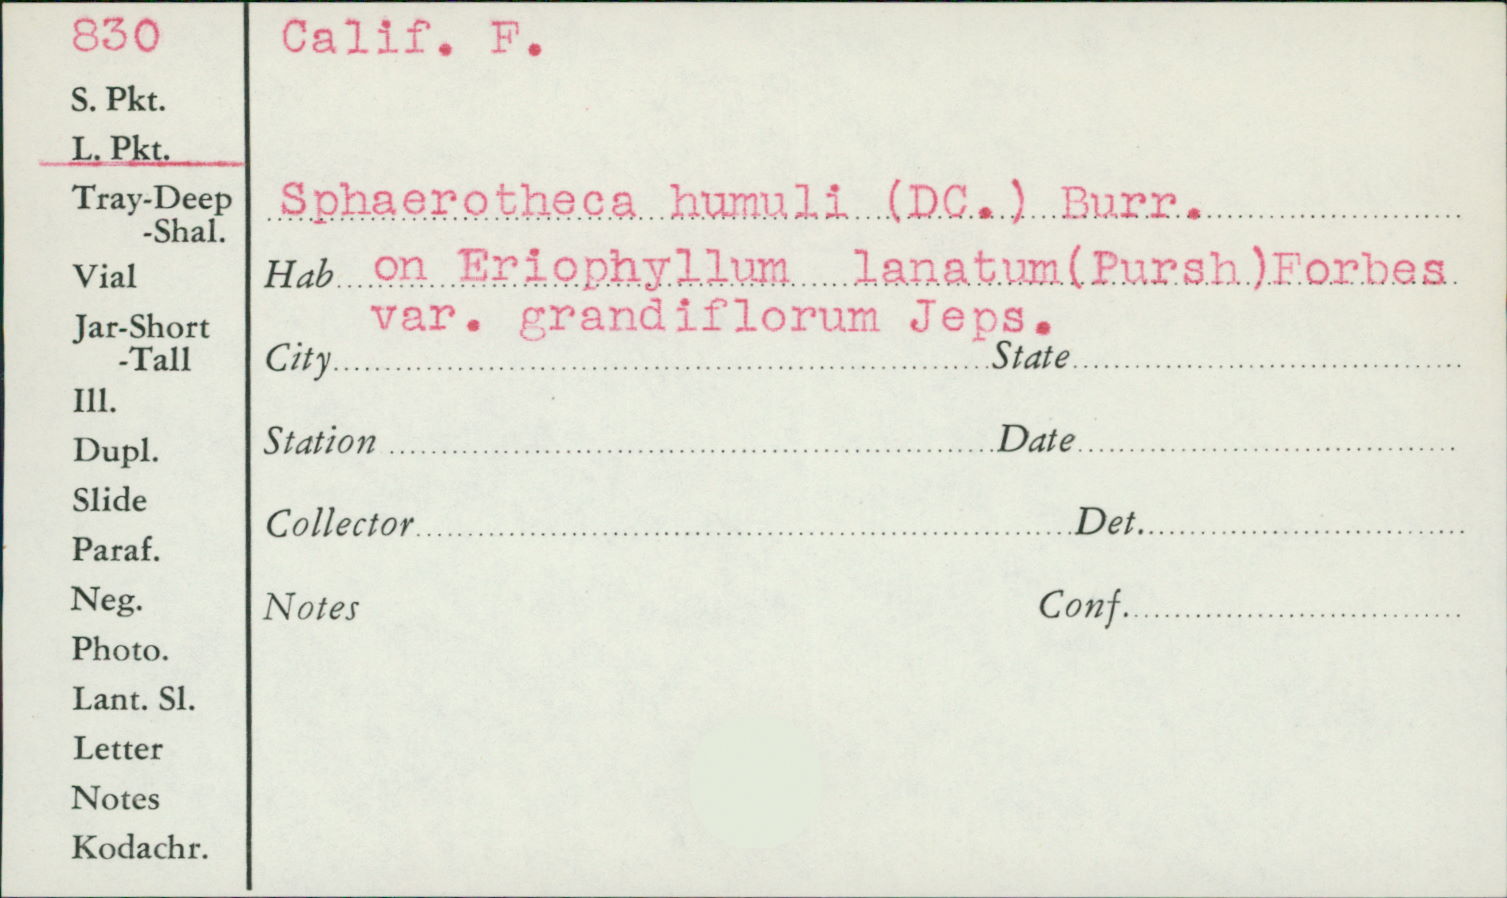 830
Calif. F.
S. Pkt.
L. Pkt.
Tray-Deep
-Shal.
Vial
Jar-Short
-Tall
Ill.
Dupl.
Slide
Paraf.
Neg.
Photo.
Lant. Sl.
Letter
Notes
Kodachr.
Sphaerotheca humuli (DC.) Burr.
Hab on Eriophyllum lanatum(Pursh)Forbes
var. grandiflorum Jeps.
City State
Station Date
Collector Det.
Notes Conf.